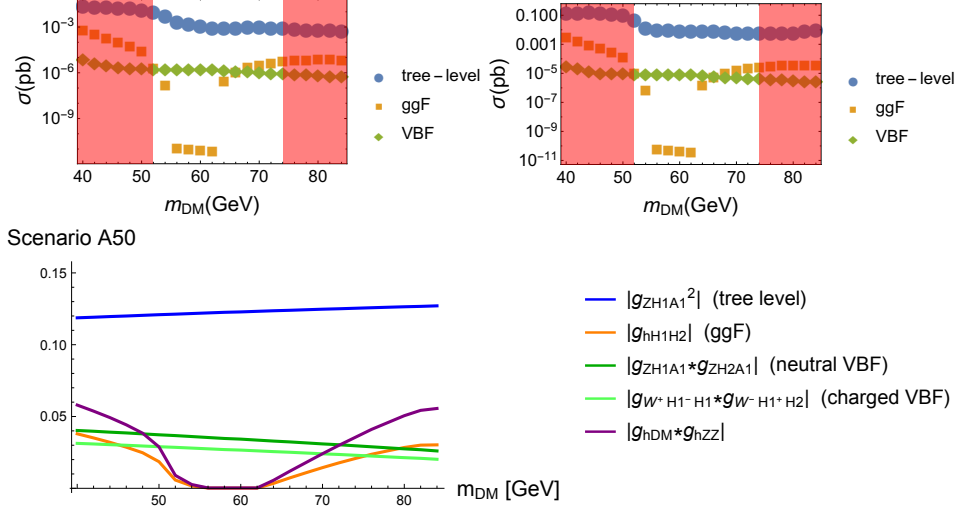 10⁻³
10⁻⁶
10⁻⁹
σ(pb)
40 50 60 70 80
m_DM(GeV)
tree-level
ggF
VBF
0.100
0.001
10⁻⁵
10⁻⁷
10⁻⁹
10⁻¹¹
σ(pb)
40 50 60 70 80
m_DM(GeV)
tree-level
ggF
VBF
Scenario A50
0.15
0.10
0.05
50 60 70 80
m_DM [GeV]
|g_ZH1A1²| (tree level)
|g_hH1H2| (ggF)
|g_ZH1A1*g_ZH2A1| (neutral VBF)
|g_W⁺H1⁻H1*g_W⁻H1⁺H2| (charged VBF)
|g_hDM*g_hZZ|